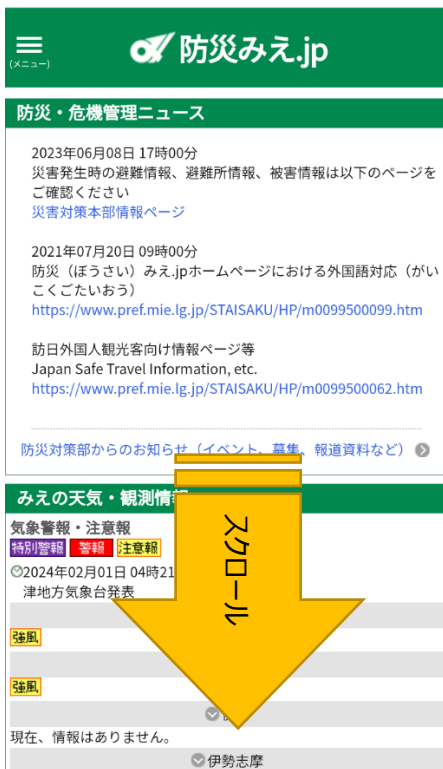 (メニュー)
防災みえ.jp
防災・危機管理ニュース
2023年06月08日 17時00分
災害発生時の避難情報、避難所情報、被害情報は以下のページを
ご確認ください
災害対策本部情報ページ
2021年07月20日 09時00分
防災（ぼうさい）みえ.jpホームページにおける外国語対応（がい
こくごたいおう）
https://www.pref.mie.lg.jp/STAISAKU/HP/m0099500099.htm
訪日外国人観光客向け情報ページ等
Japan Safe Travel Information, etc.
https://www.pref.mie.lg.jp/STAISAKU/HP/m0099500062.htm
防災対策部からのお知らせ（イベント、募集、報道資料など）
みえの天気・観測情
気象警報・注意報
特別警報 警報 注意報
2024年02月01日 04時21
津地方気象台発表
スクロール
強風
強風
現在、情報はありません。
伊勢志摩